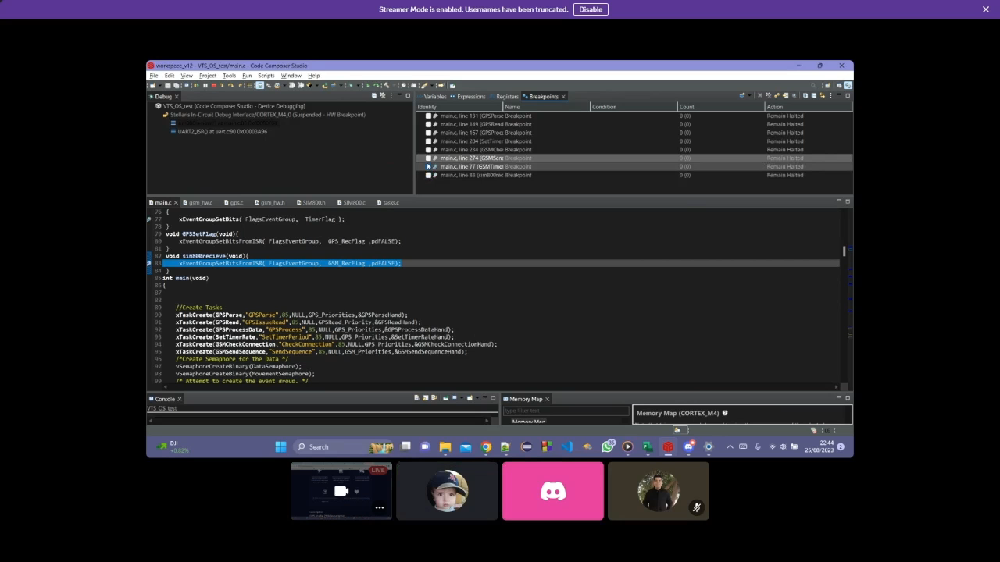 Streamer Mode is enabled. Usernames have been truncated. Disable
workspace_v12 - VTS_OS_test/main.c - Code Composer Studio
File Edit View Project Tools Run Scripts Window Help
Debug
VTS_OS_test [Code Composer Studio - Device Debugging]
Stellaris In-Circuit Debug Interface/CORTEX_M4_0 (Suspended - HW Breakpoint)
UART2_ISR() at uart.c:90 0x00003A96
Variables Expressions Registers Breakpoints
Identity Name Condition Count Action
main.c, line 131 (GPSParse Breakpoint 0 (0) Remain Halted
main.c, line 149 (GPSRead Breakpoint 0 (0) Remain Halted
main.c, line 167 (GPSProc Breakpoint 0 (0) Remain Halted
main.c, line 204 (SetTimer Breakpoint 0 (0) Remain Halted
main.c, line 234 (GSMChec Breakpoint 0 (0) Remain Halted
main.c, line 274 (GSMSend Breakpoint 0 (0) Remain Halted
main.c, line 77 (GSMTimer Breakpoint 0 (0) Remain Halted
main.c, line 83 (sim800rec Breakpoint 0 (0) Remain Halted
main.c gsm_hw.c gps.c gsm_hw.h SIM800.h SIM800.c tasks.c
76 {
77 xEventGroupSetBits( FlagsEventGroup, TimerFlag );
78 }
79 void GPSSetFlag(void){
80 xEventGroupSetBitsFromISR( FlagsEventGroup, GPS_RecFlag ,pdFALSE);
81 }
82 void sim800recieve(void){
83 xEventGroupSetBitsFromISR( FlagsEventGroup, GSM_RecFlag ,pdFALSE);
84 }
85 int main(void)
86 {
87
88
89 //Create Tasks
90 xTaskCreate(GPSParse,"GPSParse",85,NULL,GPS_Priorities,&GPSParseHand);
91 xTaskCreate(GPSRead,"GPSIssueRead",85,NULL,GPSRead_Priority,&GPSReadHand);
92 xTaskCreate(GPSProcessData,"GPSProcess",85,NULL,GPS_Priorities,&GPSProcessDataHand);
93 xTaskCreate(SetTimerRate,"SetTimerPeriod",85,NULL,GPS_Priorities,&SetTimerRateHand);
94 xTaskCreate(GSMCheckConnection,"CheckConnection",85,NULL,GPS_Priorities,&GSMCheckConnectionHand);
95 xTaskCreate(GSMSendSequence,"SendSequence",85,NULL,GSM_Priorities,&GSMSendSequenceHand);
96 /*Create Semaphore for the Data */
97 vSemaphoreCreateBinary(DataSemaphore);
98 vSemaphoreCreateBinary(MovementSemaphore);
99 /* Attempt to create the event group. */
Console
VTS_OS_test
Memory Map
type filter text
Memory Map
Memory Map (CORTEX_M4)
DJI
+0.82%
Search
22:44
25/08/2023
LIVE